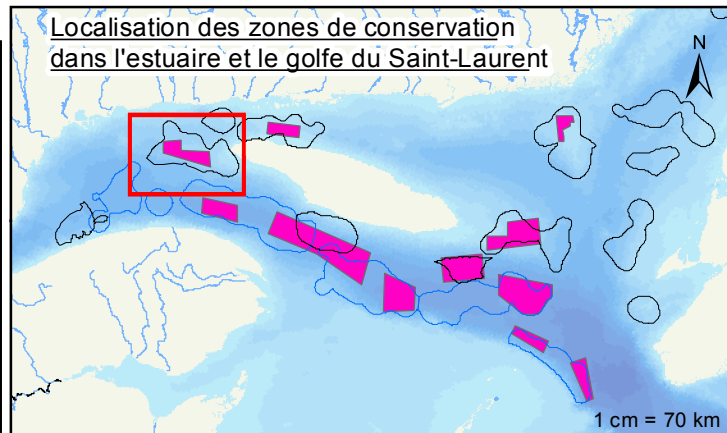 Localisation des zones de conservation
dans l'estuaire et le golfe du Saint-Laurent
N
1 cm = 70 km